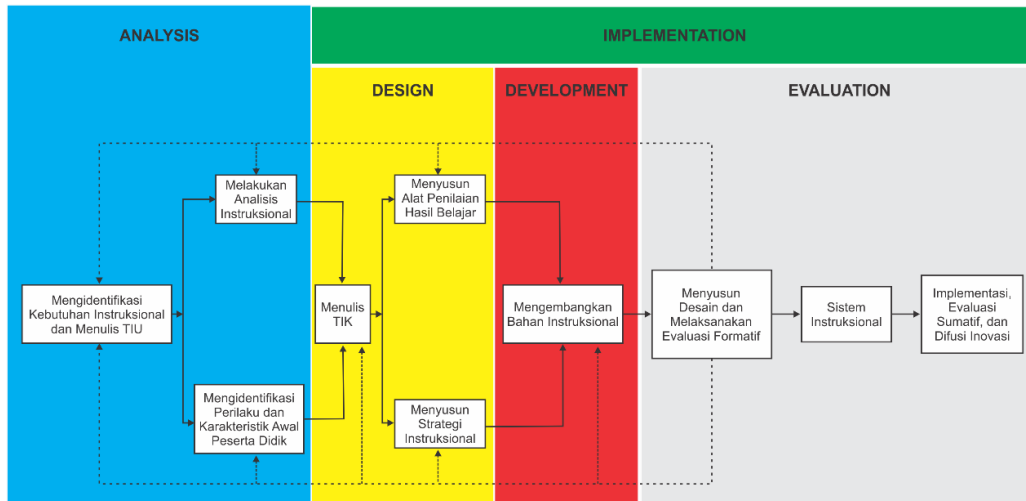 ANALYSIS
IMPLEMENTATION
DESIGN
DEVELOPMENT
EVALUATION
Melakukan
Analisis
Instruksional
Menyusun
Alat Penilaian
Hasil Belajar
Mengidentifikasi
Kebutuhan Instruksional
dan Menulis TIU
Menulis
TIK
Mengembangkan
Bahan Instruksional
Menyusun
Desain dan
Melaksanakan
Evaluasi Formatif
Sistem
Instruksional
Implementasi,
Evaluasi
Sumatif, dan
Difusi Inovasi
Mengidentifikasi
Perilaku dan
Karakteristik Awal
Peserta Didik
Menyusun
Strategi
Instruksional